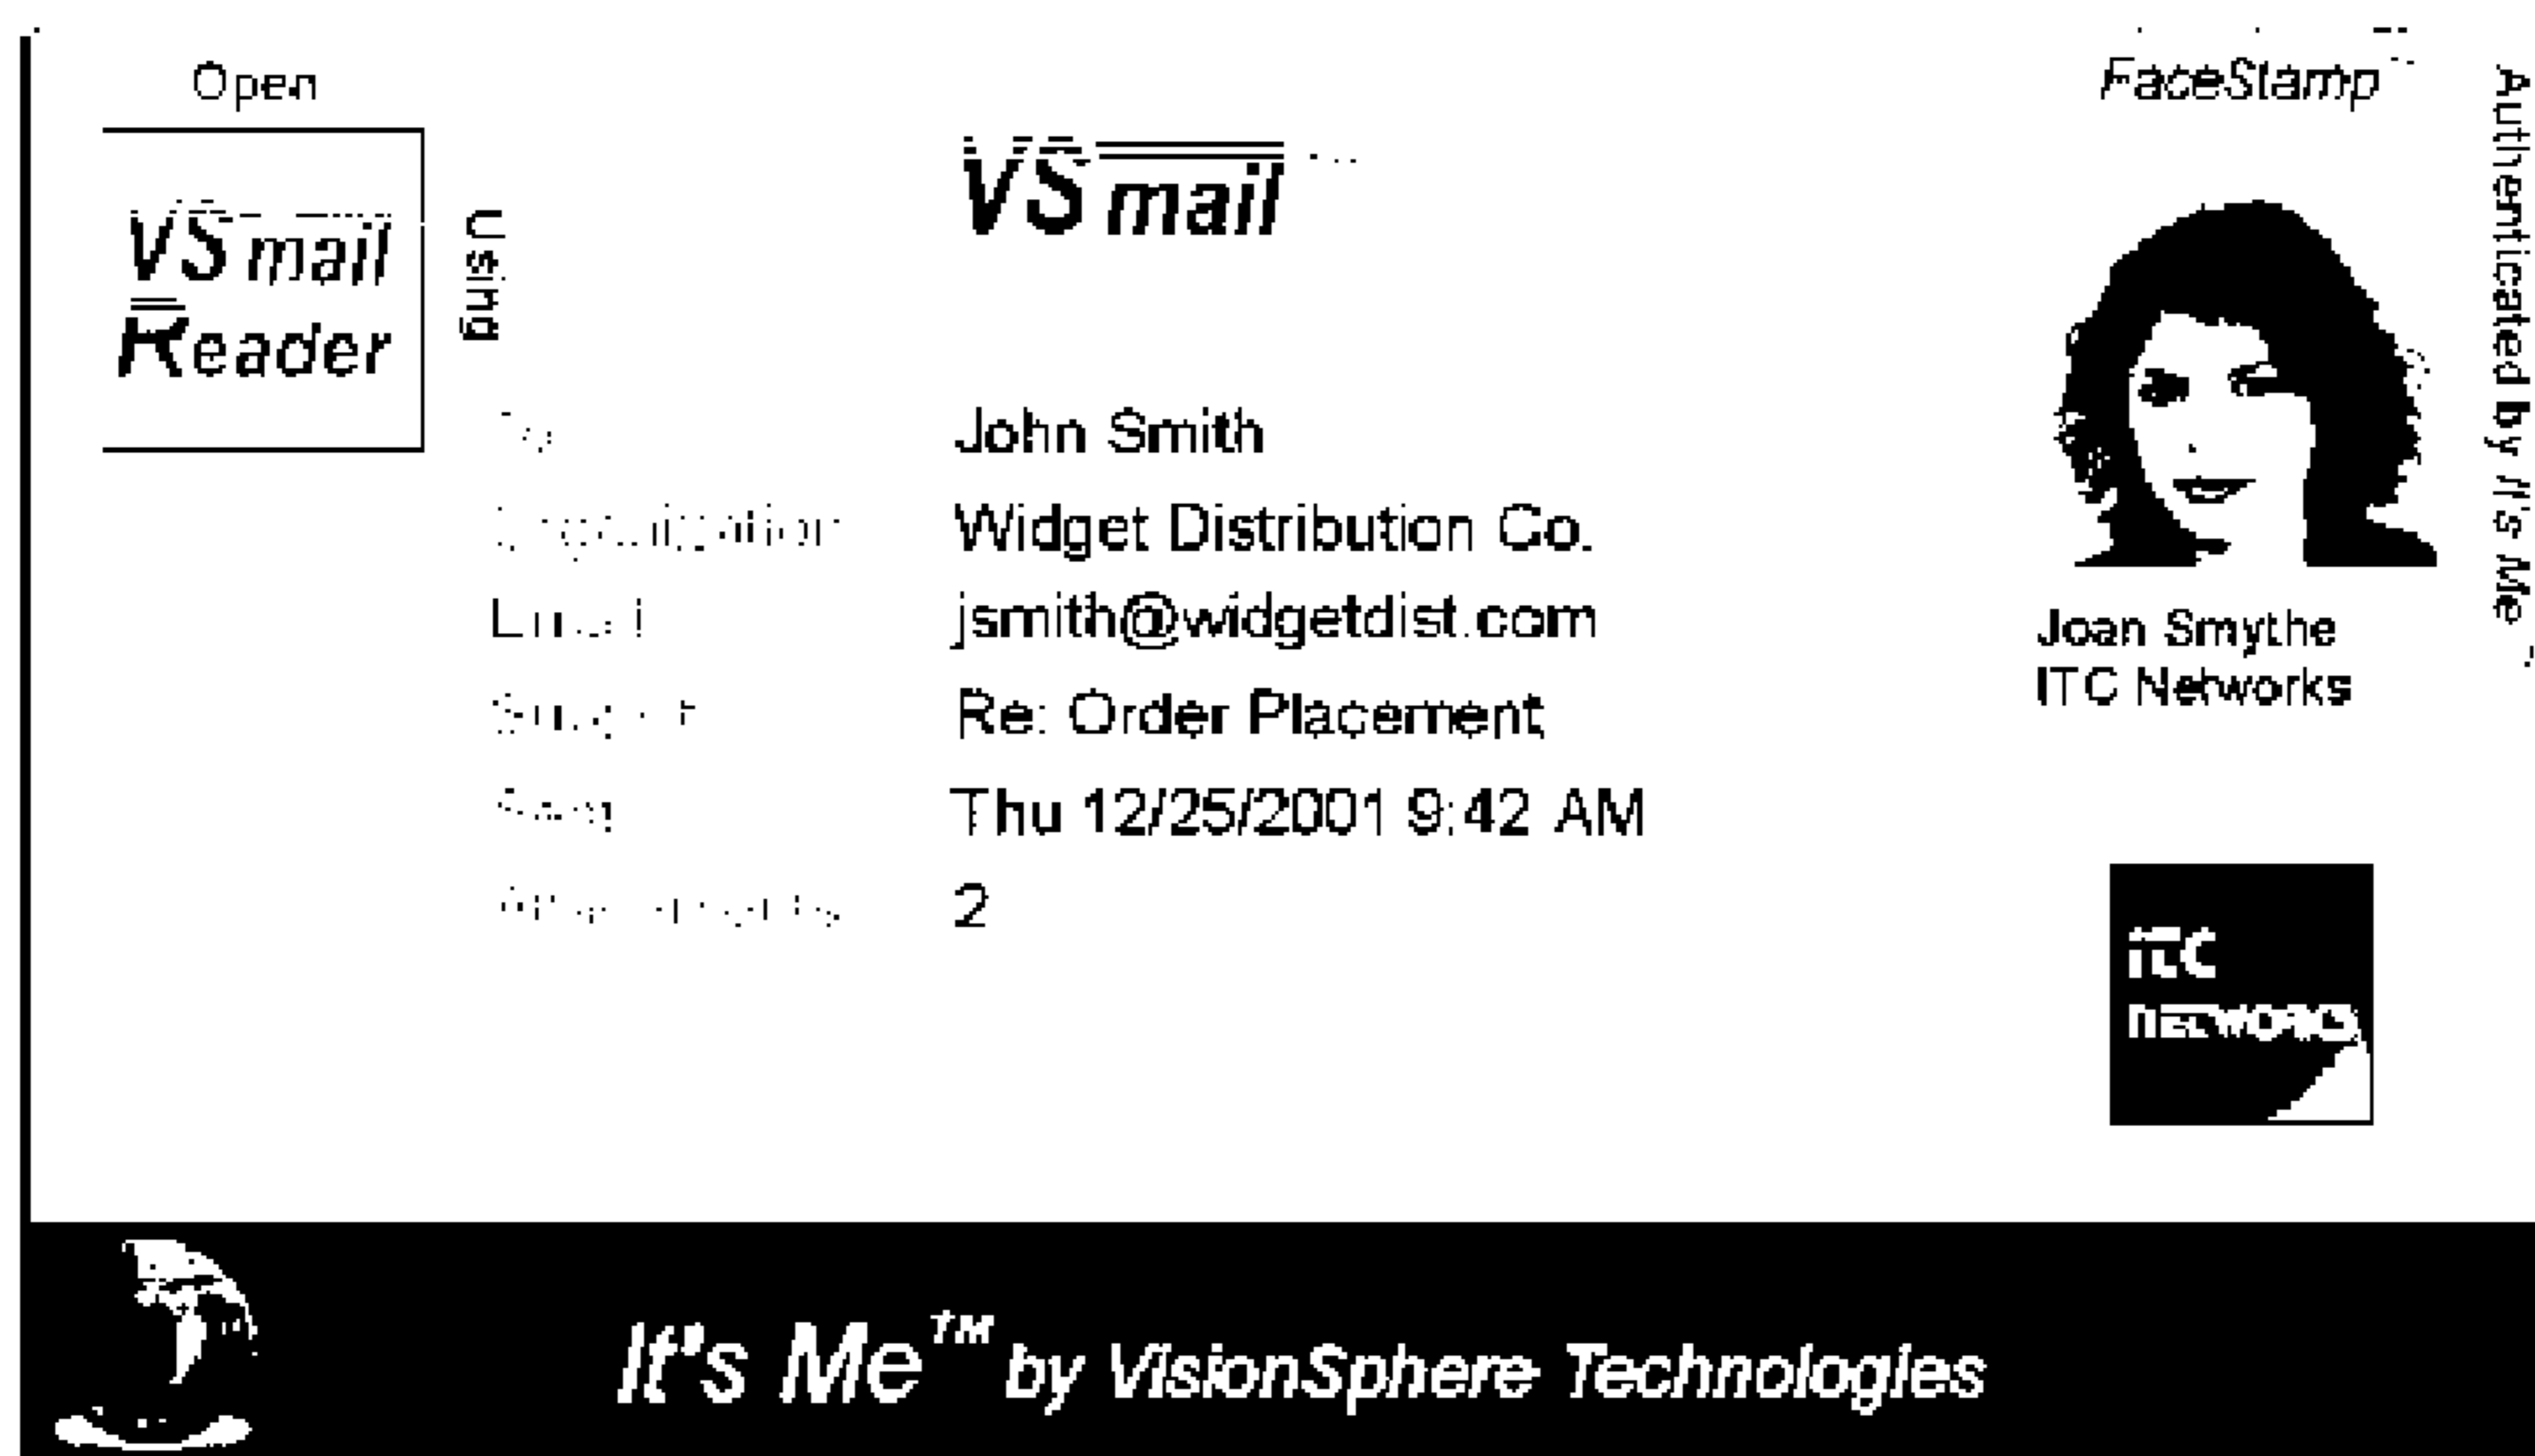 Open
VS mail
Reader
Using
VS mail
FaceStamp
Authenticated by It's Me
John Smith
Organization Widget Distribution Co.
jsmith@widgetdist.com
Re: Order Placement
Thu 12/25/2001 9:42 AM
2
Joan Smythe
ITC Networks
iTC
It's Me™ by VisionSphere Technologies